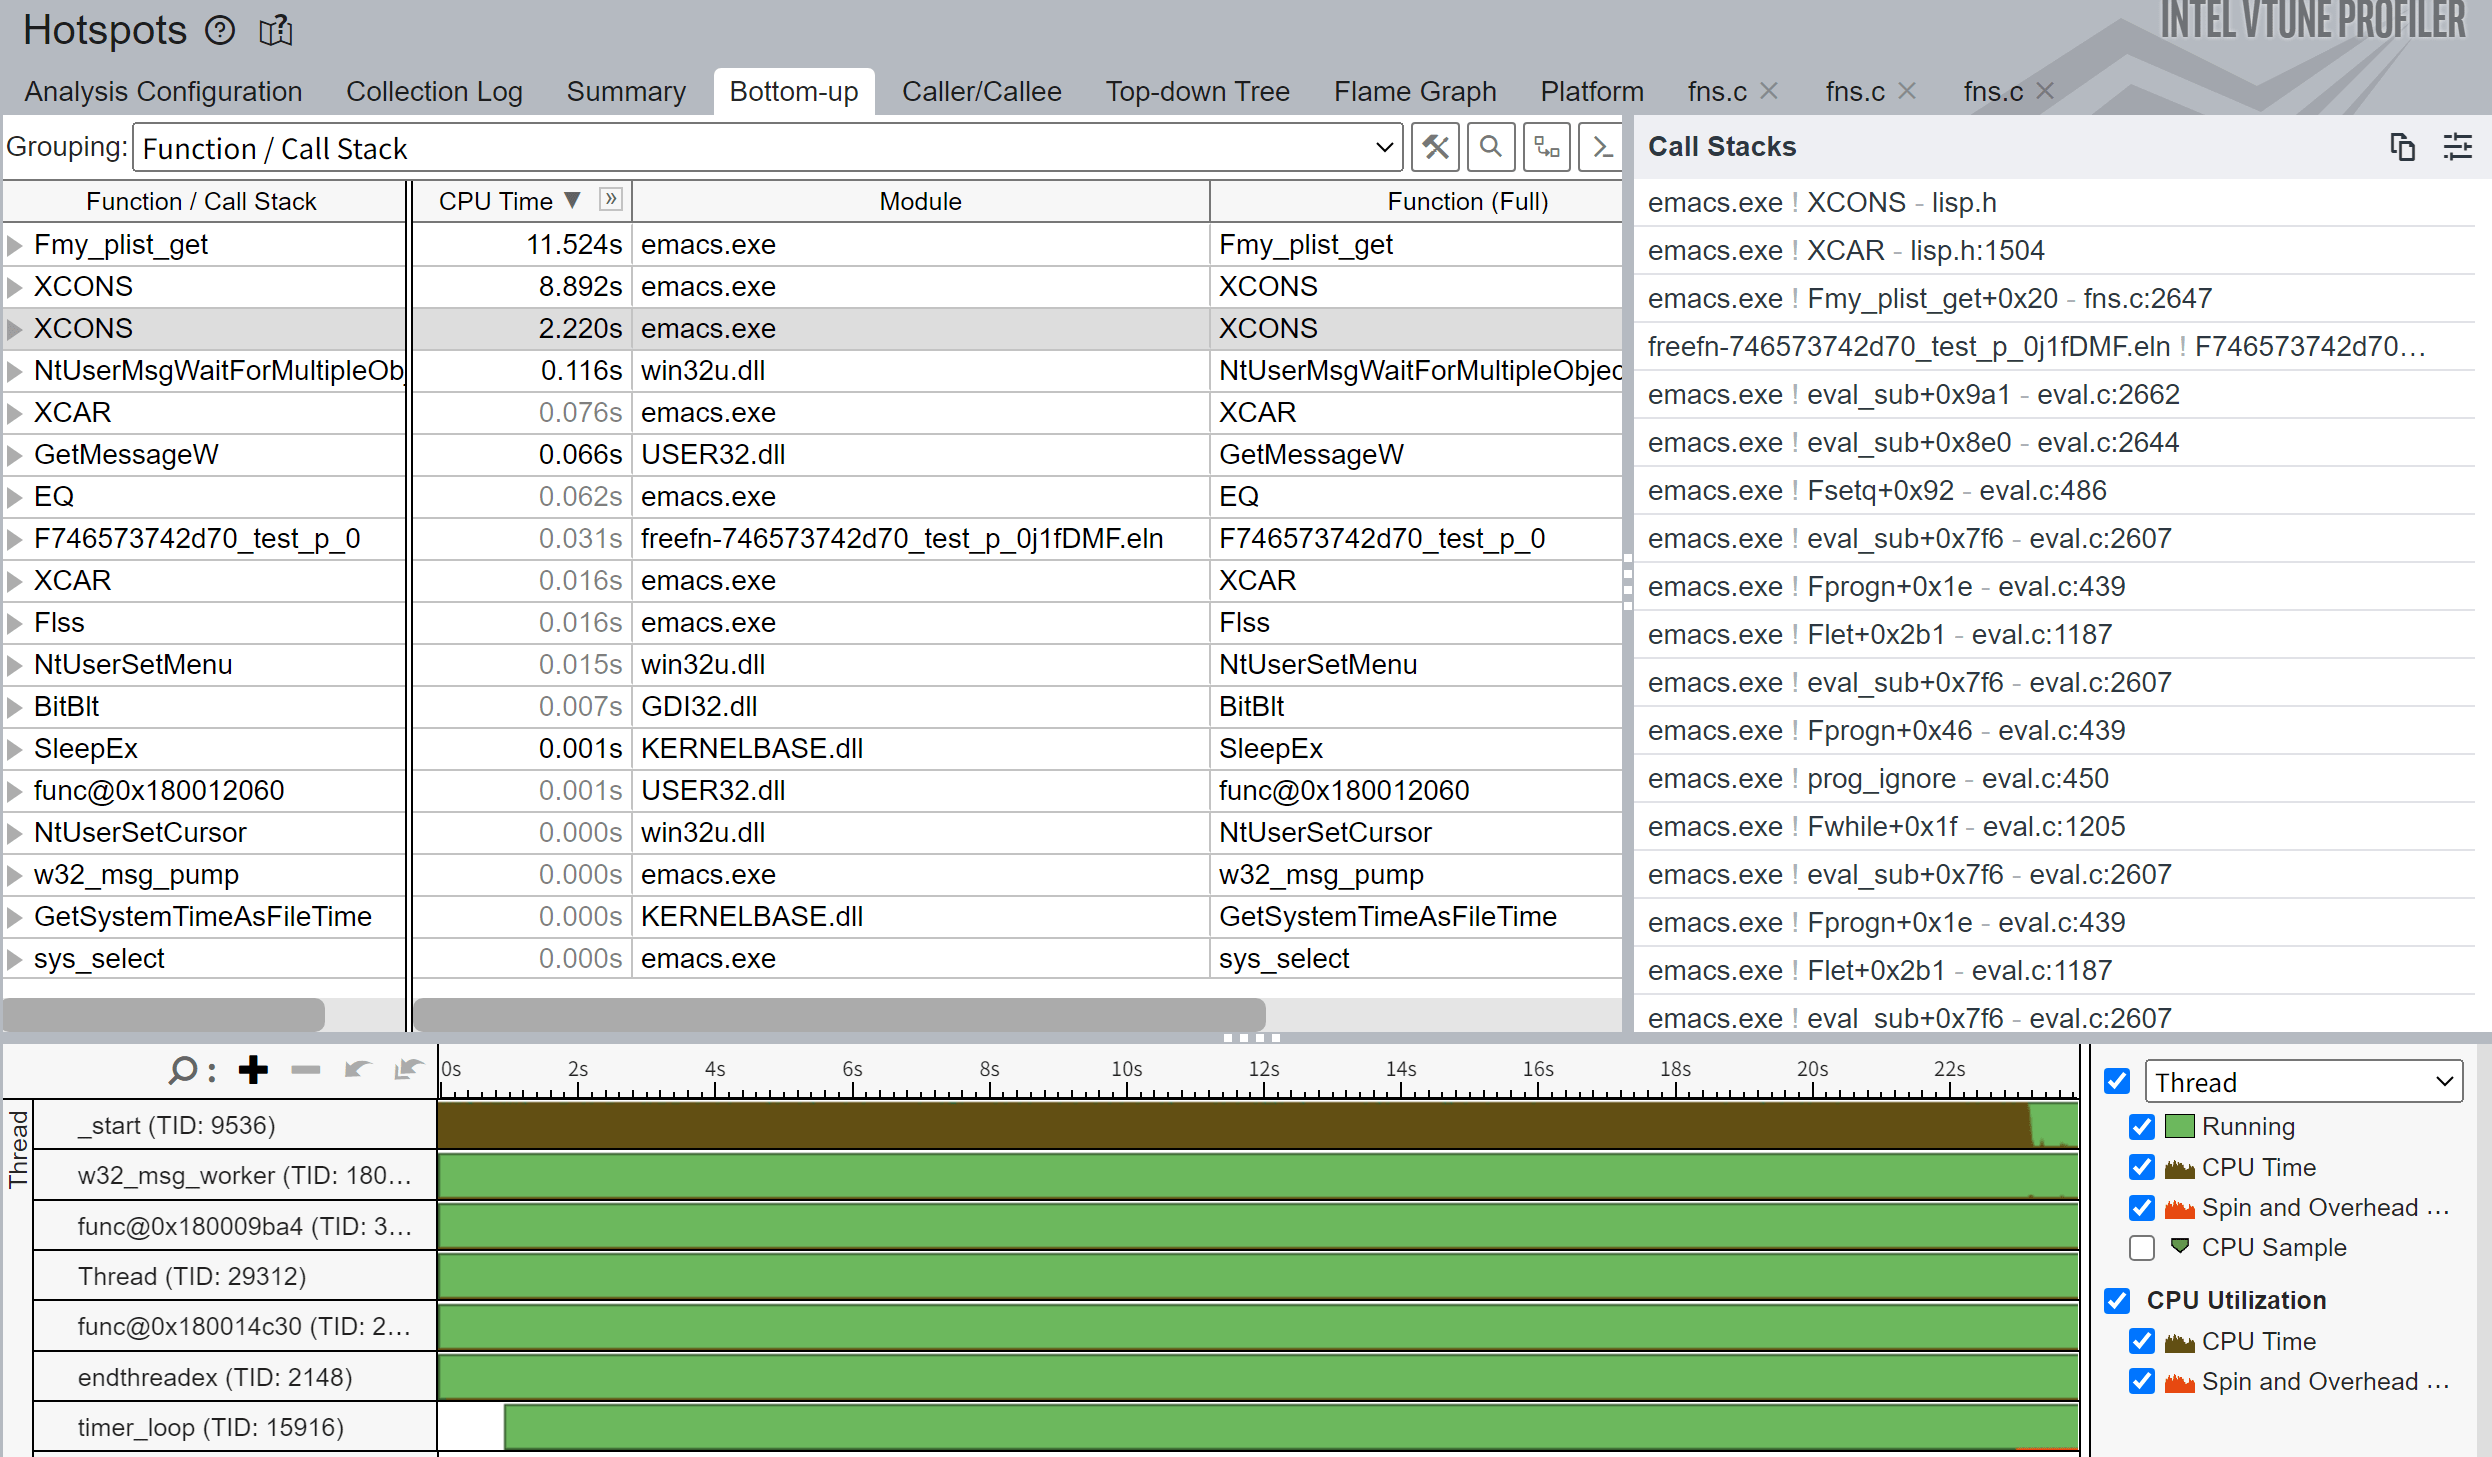 Hotspots
INTEL VTUNE PROFILER
Analysis Configuration Collection Log Summary Bottom-up Caller/Callee Top-down Tree Flame Graph Platform fns.c fns.c fns.c
Grouping: Function / Call Stack
Function / Call Stack CPU Time Module Function (Full)
Fmy_plist_get 11.524s emacs.exe Fmy_plist_get
XCONS 8.892s emacs.exe XCONS
XCONS 2.220s emacs.exe XCONS
NtUserMsgWaitForMultipleObj 0.116s win32u.dll NtUserMsgWaitForMultipleObjec
XCAR 0.076s emacs.exe XCAR
GetMessageW 0.066s USER32.dll GetMessageW
EQ 0.062s emacs.exe EQ
F746573742d70_test_p_0 0.031s freefn-746573742d70_test_p_0j1fDMF.eln F746573742d70_test_p_0
XCAR 0.016s emacs.exe XCAR
Flss 0.016s emacs.exe Flss
NtUserSetMenu 0.015s win32u.dll NtUserSetMenu
BitBlt 0.007s GDI32.dll BitBlt
SleepEx 0.001s KERNELBASE.dll SleepEx
func@0x180012060 0.001s USER32.dll func@0x180012060
NtUserSetCursor 0.000s win32u.dll NtUserSetCursor
w32_msg_pump 0.000s emacs.exe w32_msg_pump
GetSystemTimeAsFileTime 0.000s KERNELBASE.dll GetSystemTimeAsFileTime
sys_select 0.000s emacs.exe sys_select
Call Stacks
emacs.exe ! XCONS - lisp.h
emacs.exe ! XCAR - lisp.h:1504
emacs.exe ! Fmy_plist_get+0x20 - fns.c:2647
freefn-746573742d70_test_p_0j1fDMF.eln ! F746573742d70…
emacs.exe ! eval_sub+0x9a1 - eval.c:2662
emacs.exe ! eval_sub+0x8e0 - eval.c:2644
emacs.exe ! Fsetq+0x92 - eval.c:486
emacs.exe ! eval_sub+0x7f6 - eval.c:2607
emacs.exe ! Fprogn+0x1e - eval.c:439
emacs.exe ! Flet+0x2b1 - eval.c:1187
emacs.exe ! eval_sub+0x7f6 - eval.c:2607
emacs.exe ! Fprogn+0x46 - eval.c:439
emacs.exe ! prog_ignore - eval.c:450
emacs.exe ! Fwhile+0x1f - eval.c:1205
emacs.exe ! eval_sub+0x7f6 - eval.c:2607
emacs.exe ! Fprogn+0x1e - eval.c:439
emacs.exe ! Flet+0x2b1 - eval.c:1187
emacs.exe ! eval_sub+0x7f6 - eval.c:2607
0s 2s 4s 6s 8s 10s 12s 14s 16s 18s 20s 22s
Thread
_start (TID: 9536)
w32_msg_worker (TID: 180…
func@0x180009ba4 (TID: 3…
Thread (TID: 29312)
func@0x180014c30 (TID: 2…
endthreadex (TID: 2148)
timer_loop (TID: 15916)
Thread
Running
CPU Time
Spin and Overhead …
CPU Sample
CPU Utilization
CPU Time
Spin and Overhead …